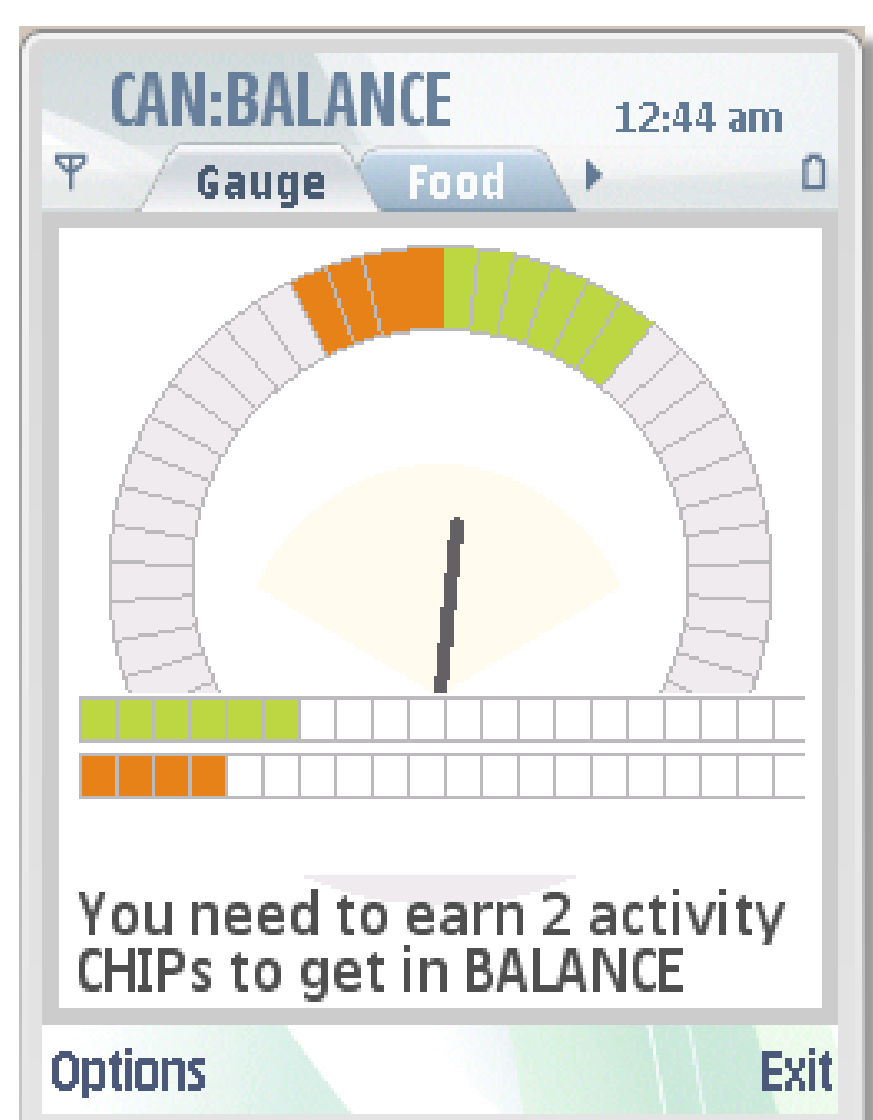 CAN:BALANCE
12:44 am
Gauge
Food
You need to earn 2 activity
CHIPs to get in BALANCE
Options
Exit